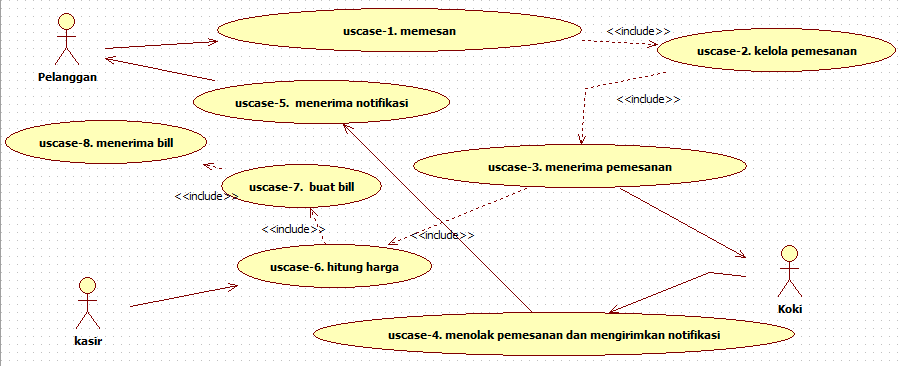 uscase-1. memesan
<<include>>
uscase-2. kelola pemesanan
Pelanggan
<<include>>
uscase-5.  menerima notifikasi
uscase-8. menerima bill
uscase-3. menerima pemesanan
uscase-7.  buat bill
<<include>>
<<include>>
<<include>>
uscase-6. hitung harga
Koki
kasir
uscase-4. menolak pemesanan dan mengirimkan notifikasi